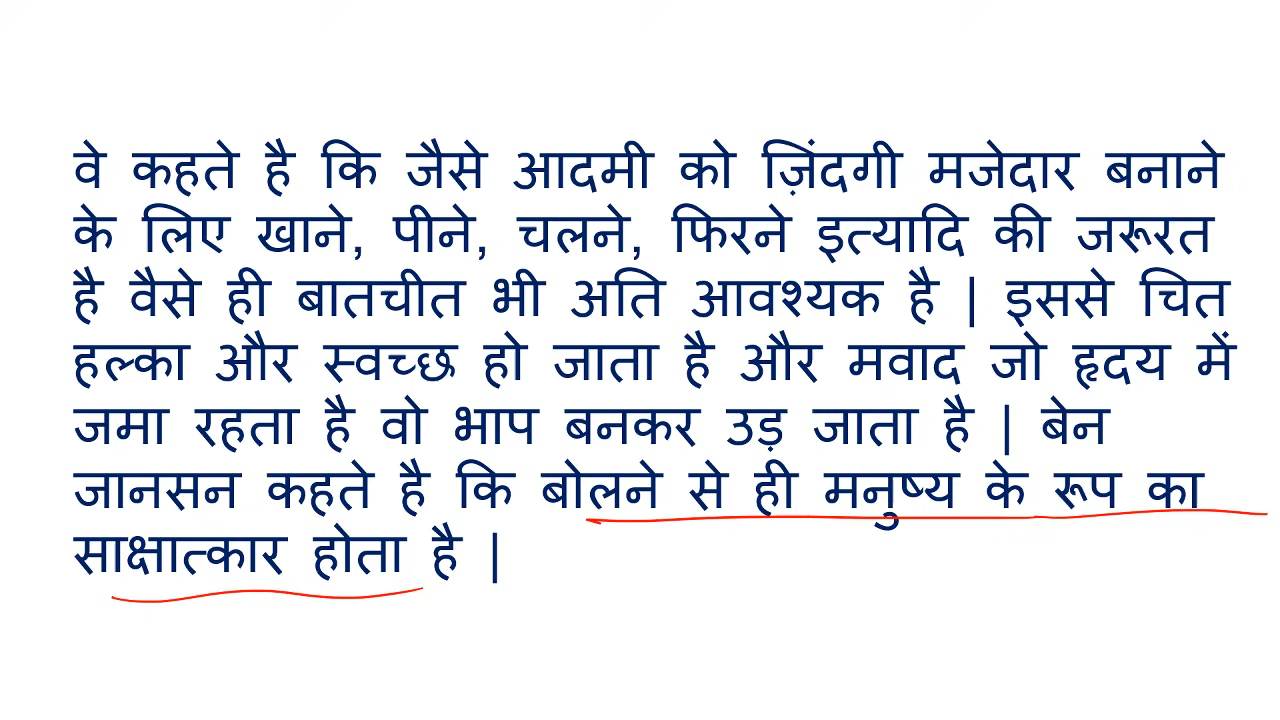 वे कहते है कि जैसे आदमी को ज़िंदगी मजेदार बनाने
के लिए खाने, पीने, चलने, फिरने इत्यादि की जरूरत
है वैसे ही बातचीत भी अति आवश्यक है | इससे चित
हल्का और स्वच्छ हो जाता है और मवाद जो हृदय में
जमा रहता है वो भाप बनकर उड़ जाता है | बेन
जानसन कहते है कि बोलने से ही मनुष्य के रूप का
साक्षात्कार होता है |